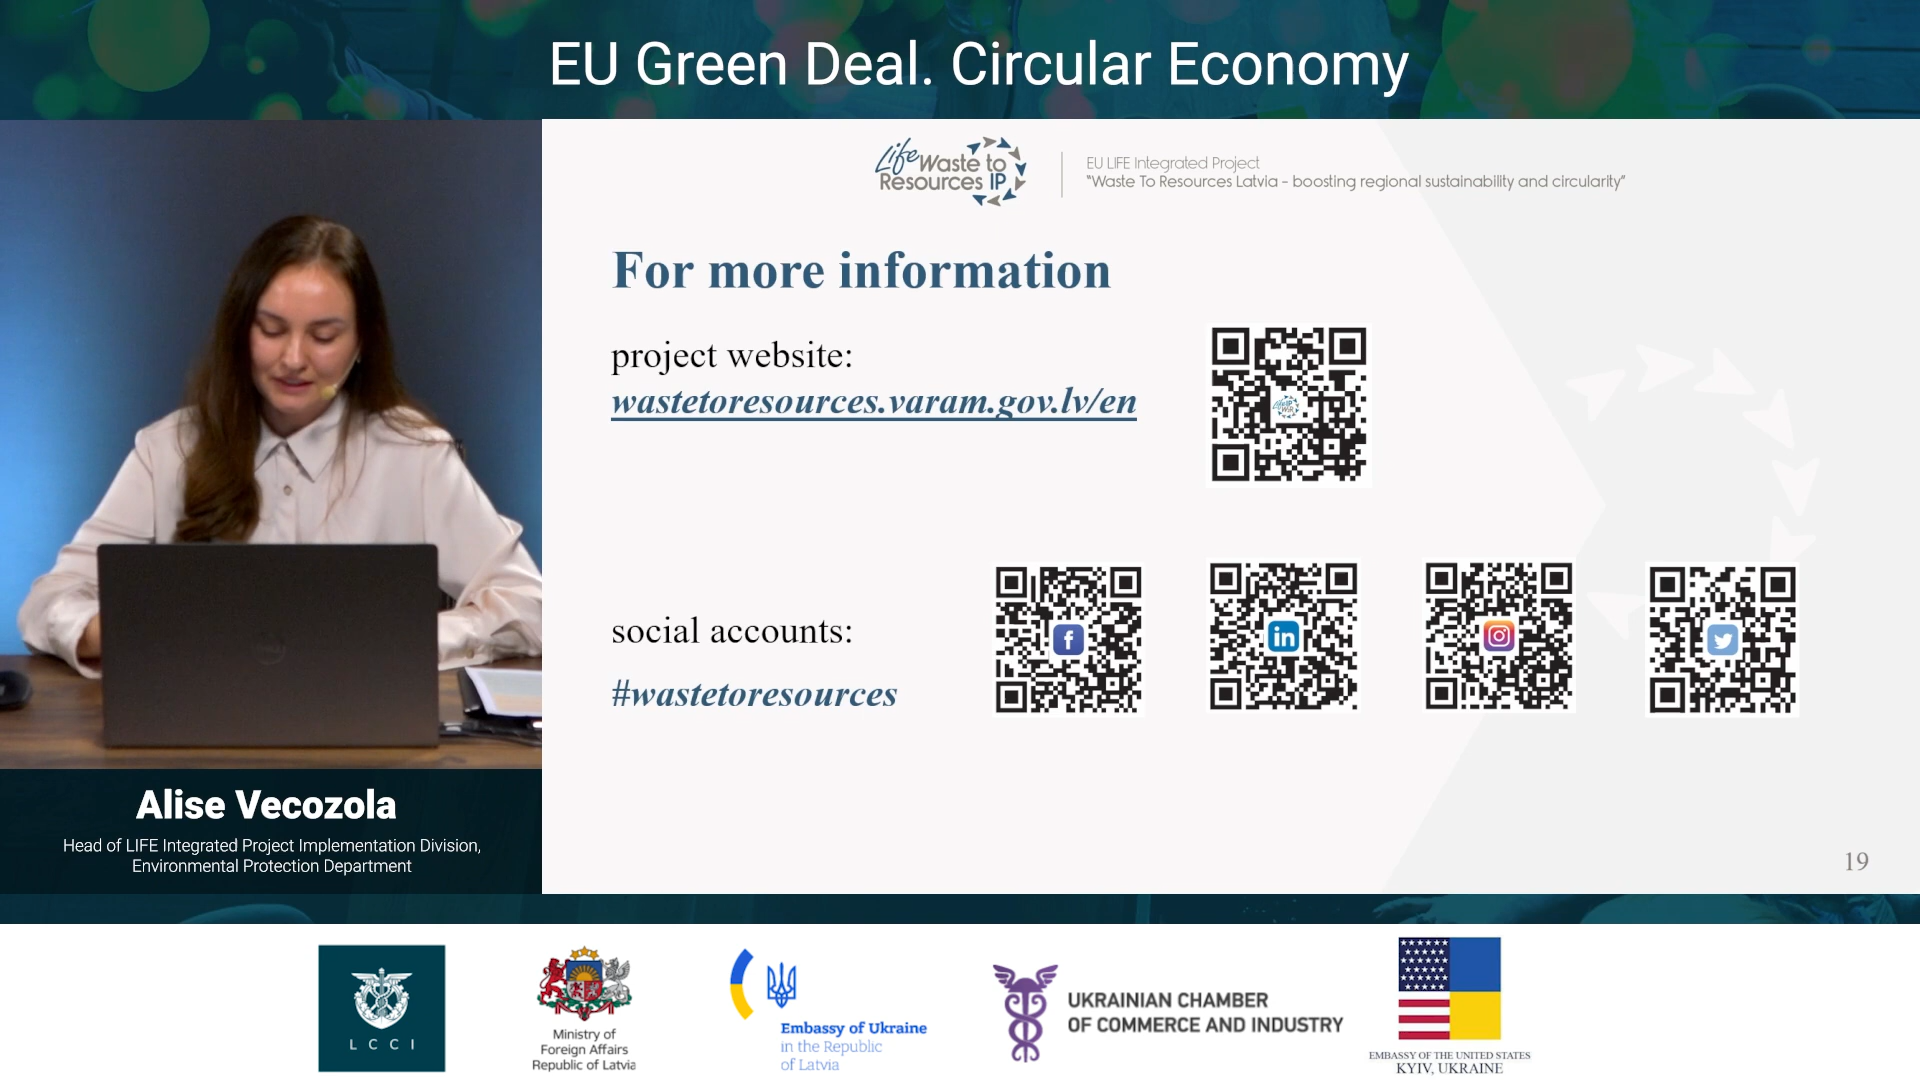 EU Green Deal. Circular Economy
Life Waste to
Resources IP
EU LIFE Integrated Project
"Waste To Resources Latvia - boosting regional sustainability and circularity"
For more information
project website:
wastetoresources.varam.gov.lv/en
social accounts:
#wastetoresources
19
Alise Vecozola
Head of LIFE Integrated Project Implementation Division,
Environmental Protection Department
LCCI
Ministry of
Foreign Affairs
Republic of Latvia
Embassy of Ukraine
in the Republic
of Latvia
UKRAINIAN CHAMBER
OF COMMERCE AND INDUSTRY
EMBASSY OF THE UNITED STATES
KYIV, UKRAINE